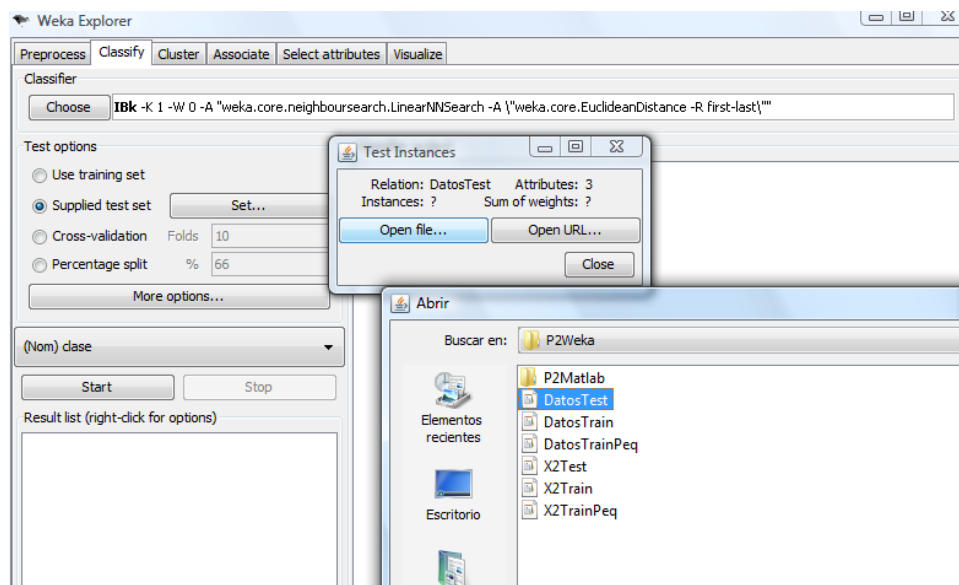 Weka Explorer
Preprocess Classify Cluster Associate Select attributes Visualize
Classifier
Choose IBk -K 1 -W 0 -A "weka.core.neighboursearch.LinearNNSearch -A \"weka.core.EuclideanDistance -R first-last\""
Test options
Use training set
Supplied test set Set...
Cross-validation Folds 10
Percentage split % 66
More options...
(Nom) clase
Start Stop
Result list (right-click for options)
Test Instances
Relation: DatosTest Attributes: 3
Instances: ? Sum of weights: ?
Open file... Open URL...
Close
Abrir
Buscar en: P2Weka
Elementos
recientes
Escritorio
P2Matlab
DatosTest
DatosTrain
DatosTrainPeq
X2Test
X2Train
X2TrainPeq